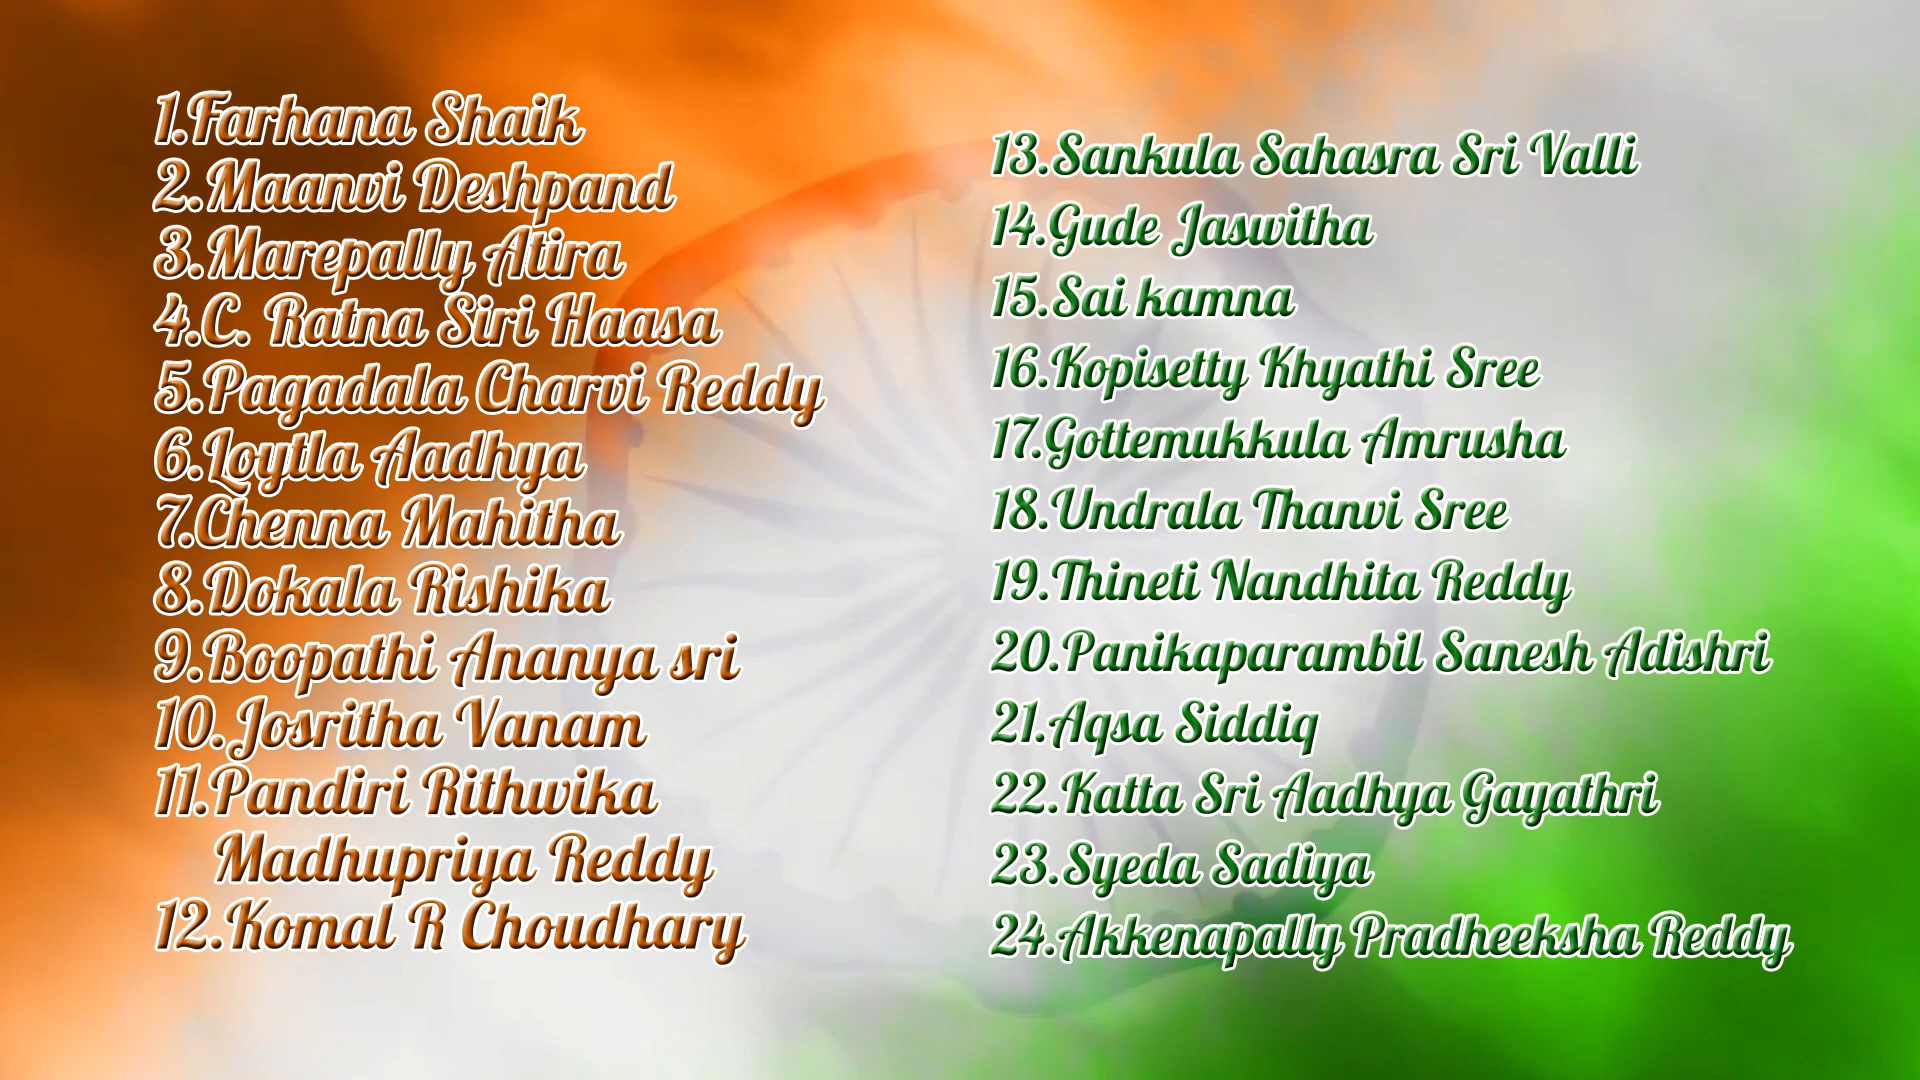 1.Farhana Shaik
2.Maanvi Deshpand
3.Marepally Atira
4.C. Ratna Siri Haasa
5.Pagadala Charvi Reddy
6.Loytla Aadhya
7.Chenna Mahitha
8.Dokala Rishika
9.Boopathi Ananya sri
10.Josritha Vanam
11.Pandiri Rithwika
Madhupriya Reddy
12.Komal R Choudhary
13.Sankula Sahasra Sri Valli
14.Gude Jaswitha
15.Sai kamna
16.Kopisetty Khyathi Sree
17.Gottemukkula Amrusha
18.Undrala Thanvi Sree
19.Thineti Nandhita Reddy
20.Panikaparambil Sanesh Adishri
21.Aqsa Siddiq
22.Katta Sri Aadhya Gayathri
23.Syeda Sadiya
24.Akkenapally Pradheeksha Reddy